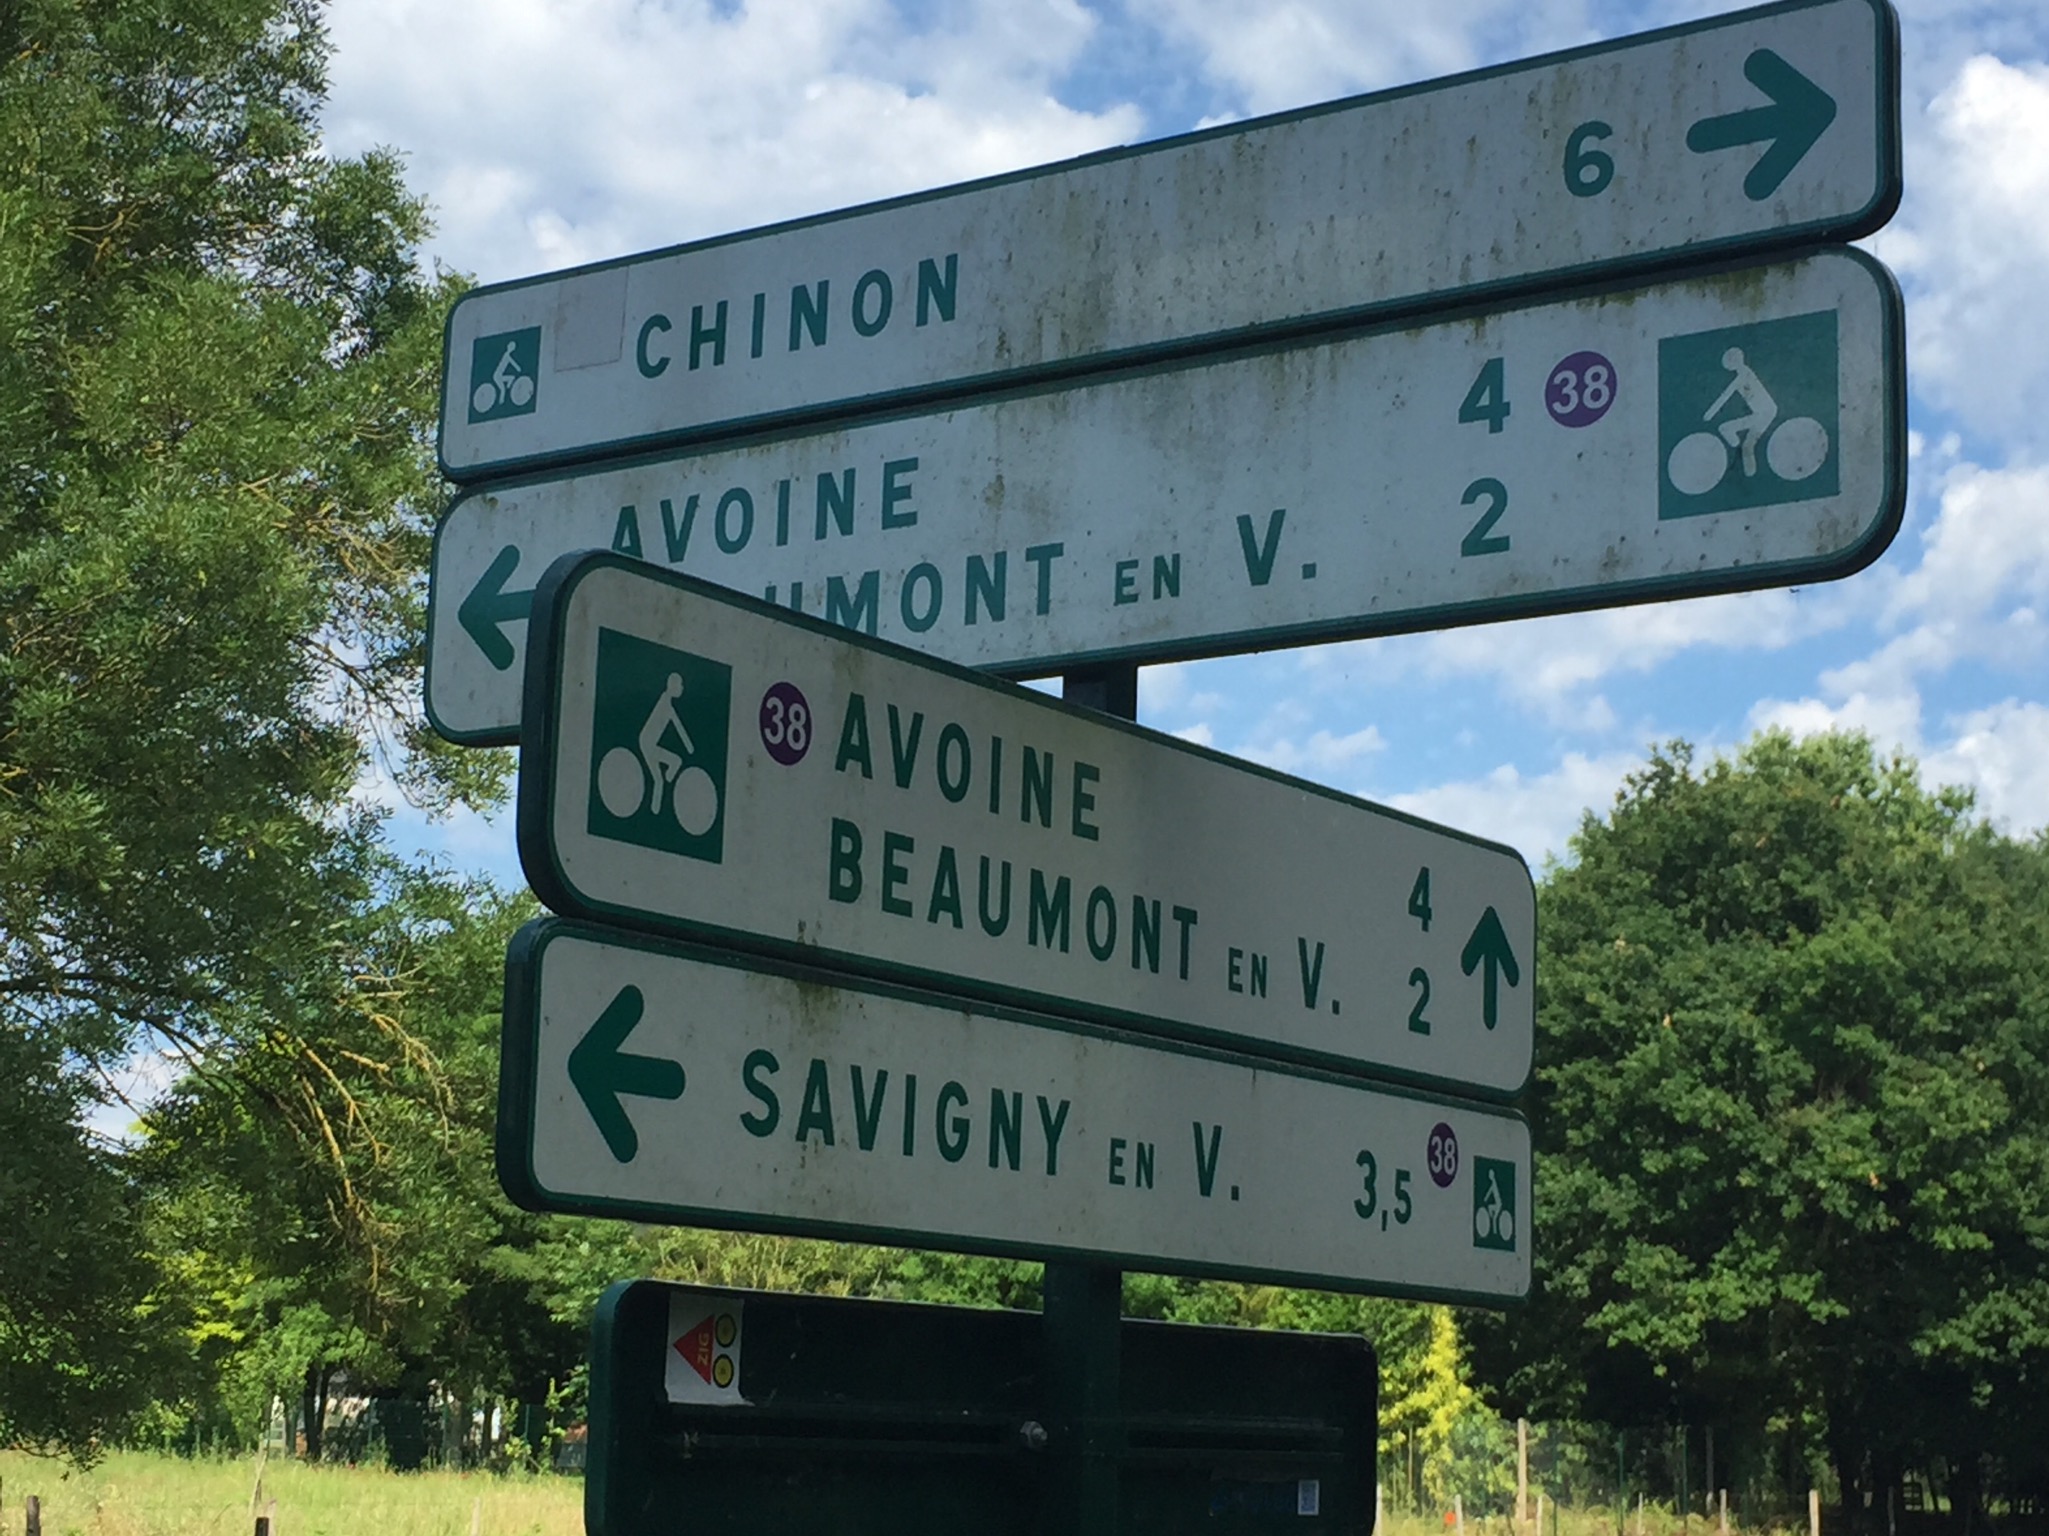 CHINON 6
AVOINE 4 38
UMONT EN V. 2
38 AVOINE 4
BEAUMONT EN V. 2
SAVIGNY EN V. 3,5 38
ZIG